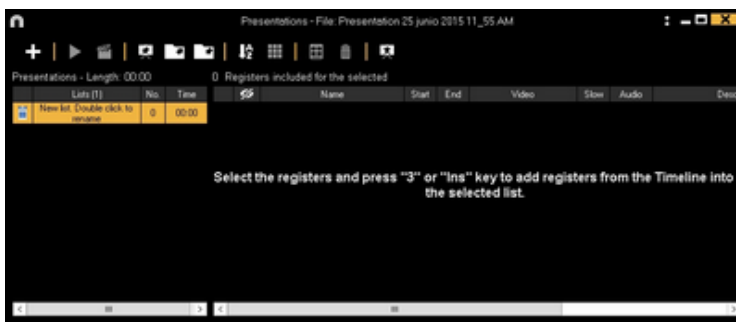 Presentations - File: Presentation 25 junio 2015 11_55 AM
Presentations - Length: 00:00
0 Registers included for the selected
Lists (1) No. Time
Name Start End Video Slow Audio Desc
New list. Double click to rename 0 00:00
Select the registers and press "3" or "Ins" key to add registers from the Timeline into
the selected list.